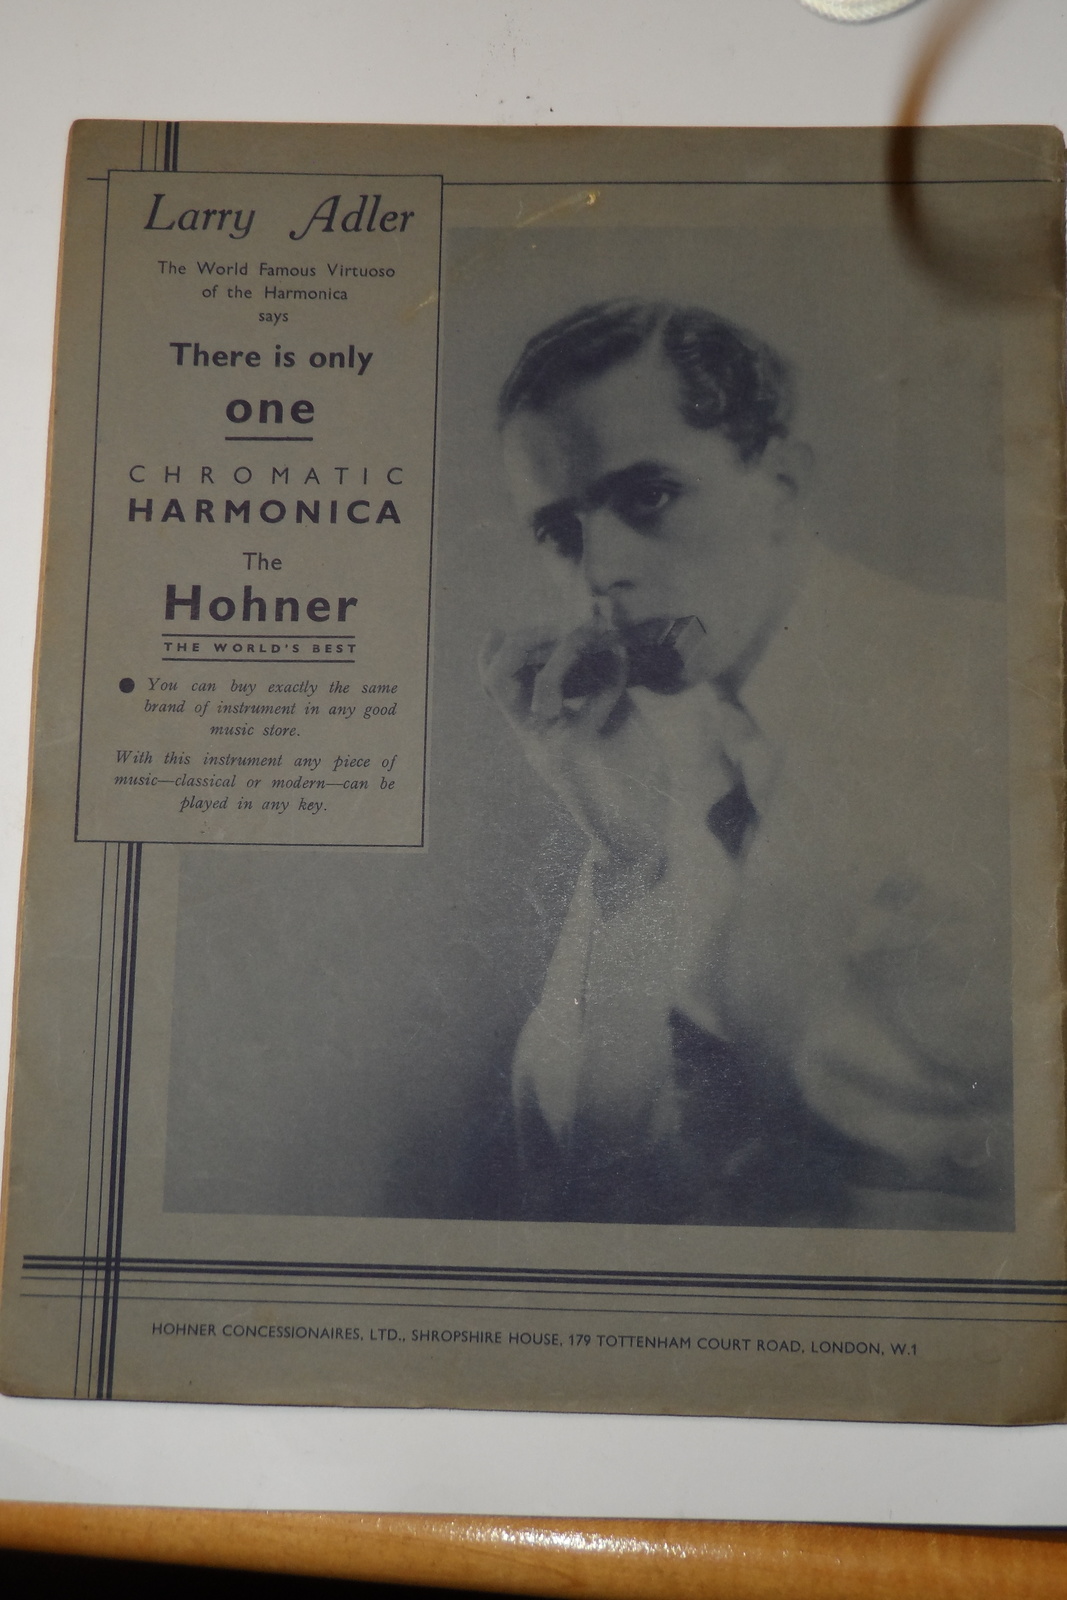 Larry Adler
The World Famous Virtuoso
of the Harmonica
says
There is only
one
CHROMATIC
HARMONICA
The
Hohner
THE WORLD'S BEST
● You can buy exactly the same
brand of instrument in any good
music store.
With this instrument any piece of
music—classical or modern—can be
played in any key.
HOHNER CONCESSIONAIRES, LTD., SHROPSHIRE HOUSE, 179 TOTTENHAM COURT ROAD, LONDON, W.1